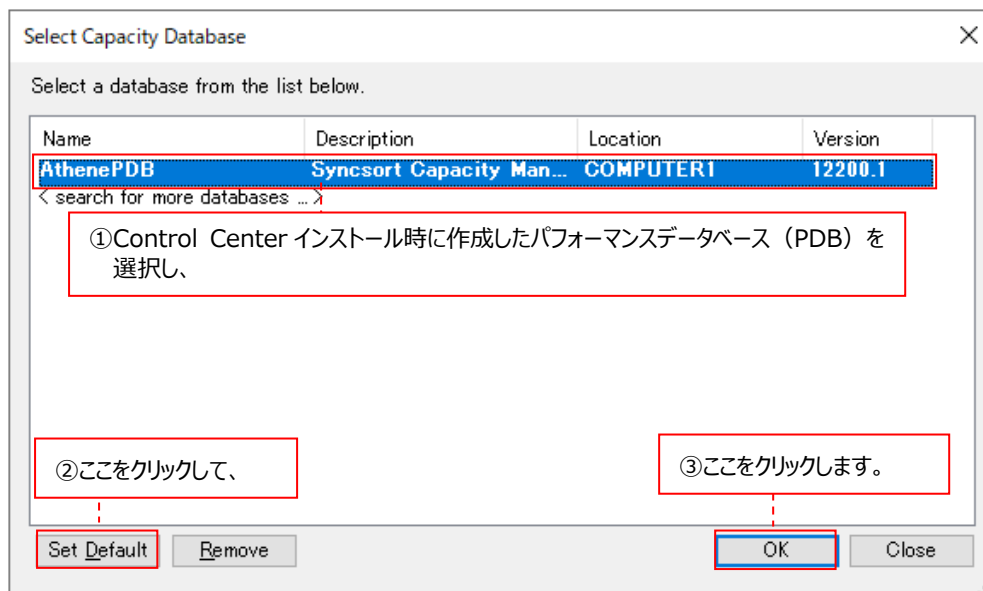 Select Capacity Database
Select a database from the list below.
Name Description Location Version
AthenePDB Syncsort Capacity Man... COMPUTER1 12200.1
< search for more databases ... >
①Control Center インストール時に作成したパフォーマンスデータベース（PDB）を
選択し、
②ここをクリックして、
③ここをクリックします。
Set Default Remove OK Close